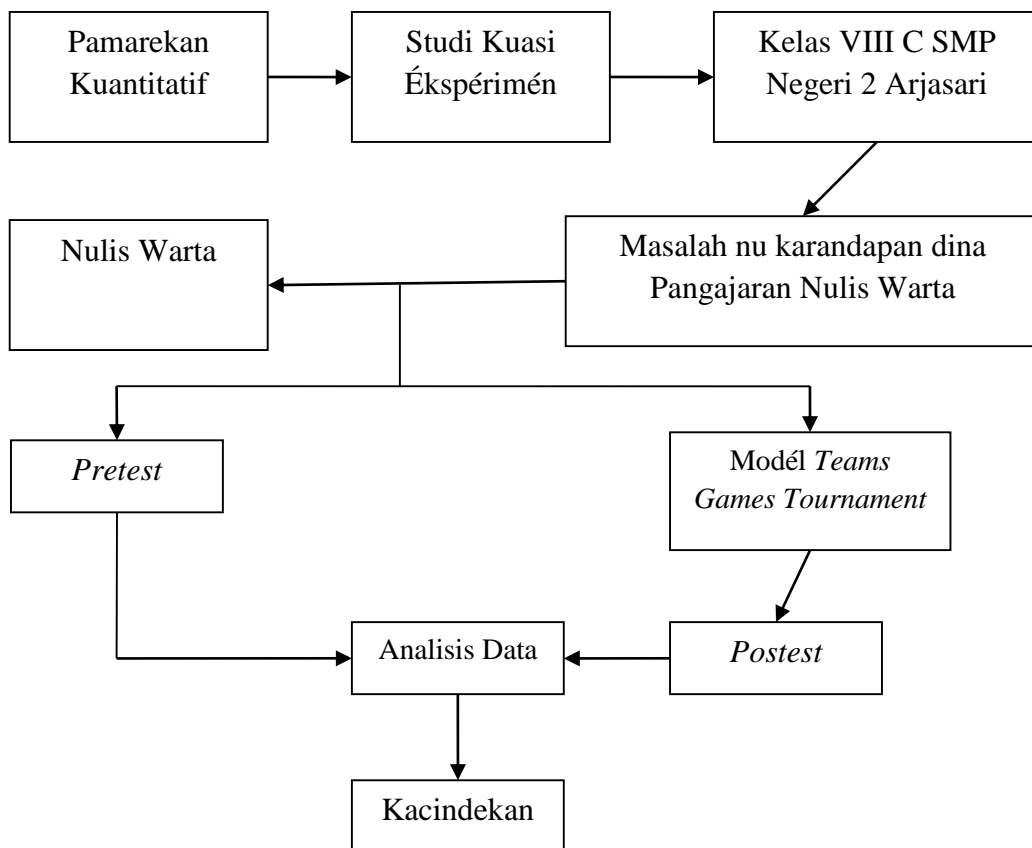 Pamarekan
Kuantitatif
Studi Kuasi
Ékspérimén
Kelas VIII C SMP
Negeri 2 Arjasari
Nulis Warta
Masalah nu karandapan dina
Pangajaran Nulis Warta
Pretest
Modél Teams
Games Tournament
Analisis Data
Postest
Kacindekan